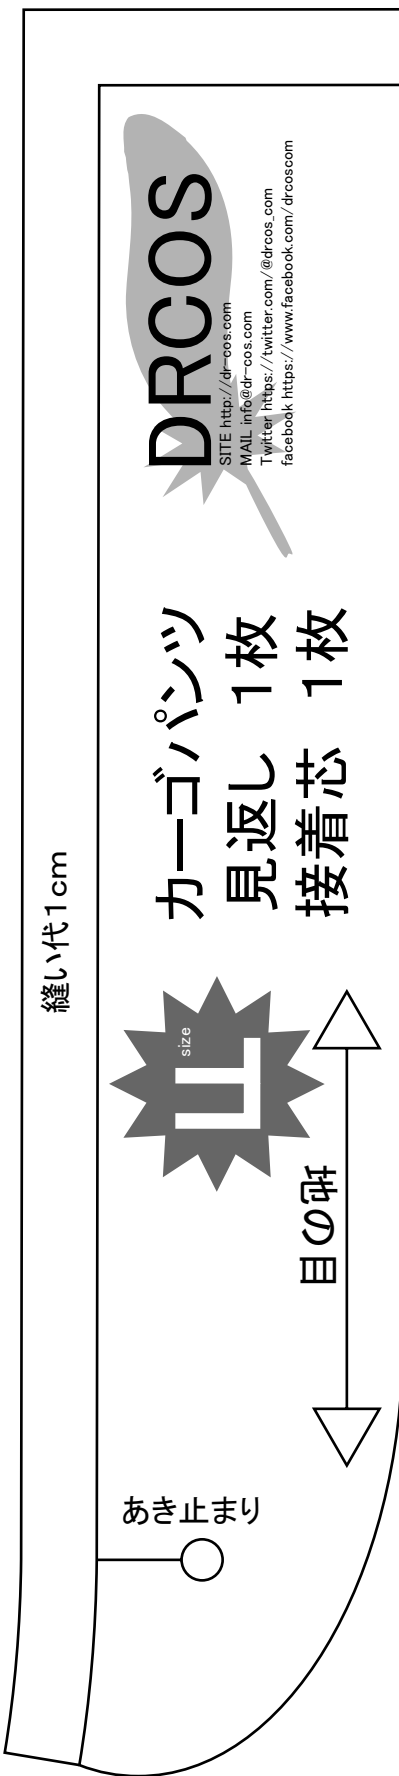 DRCOS
SITE http://dr-cos.com
MAIL info@dr-cos.com
Twitter https://twitter.com/@drcos_com
facebook https://www.facebook.com/drcoscom
カーゴパンツ
見返し 1枚
接着芯 1枚
縫い代1cm
size
LL
地の目
あき止まり